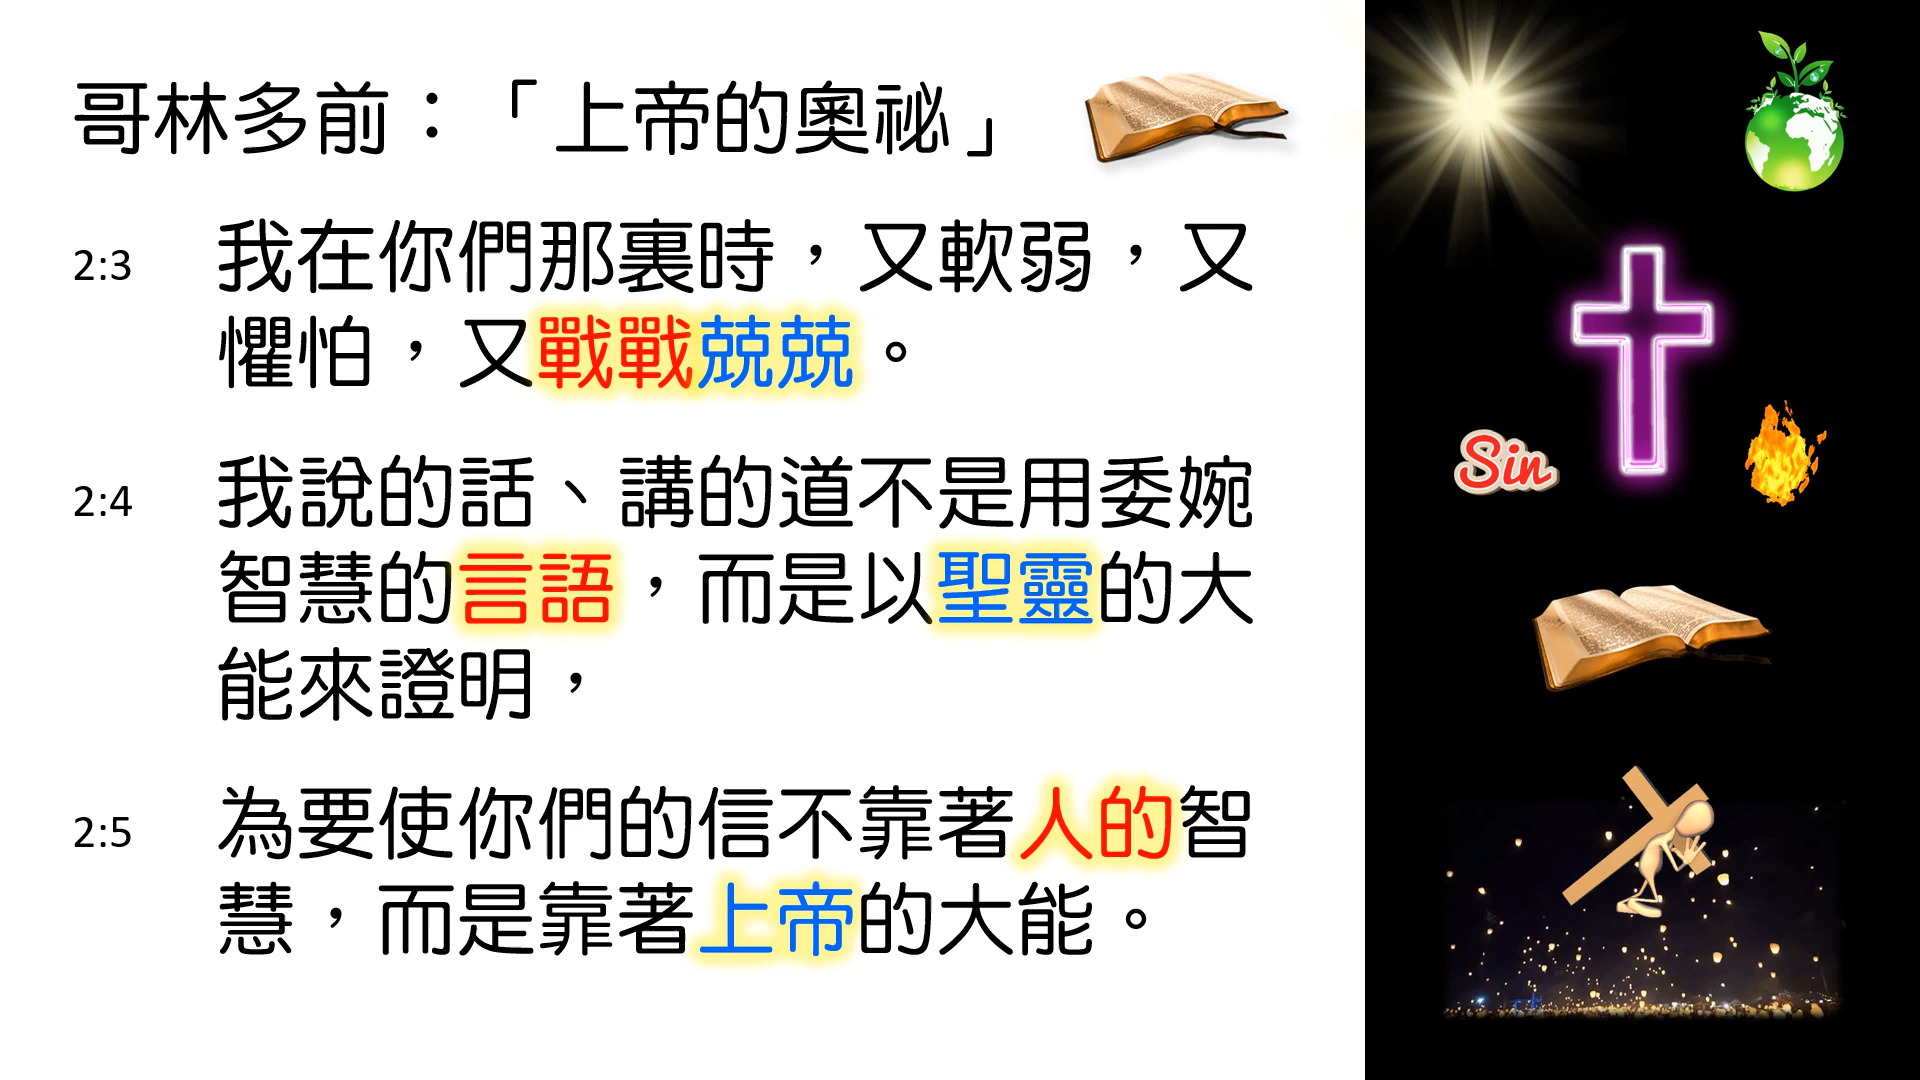 哥林多前：「上帝的奧祕」
2:3 我在你們那裏時，又軟弱，又
懼怕，又戰戰兢兢。
2:4 我說的話、講的道不是用委婉
智慧的言語，而是以聖靈的大
能來證明，
2:5 為要使你們的信不靠著人的智
慧，而是靠著上帝的大能。
Sin